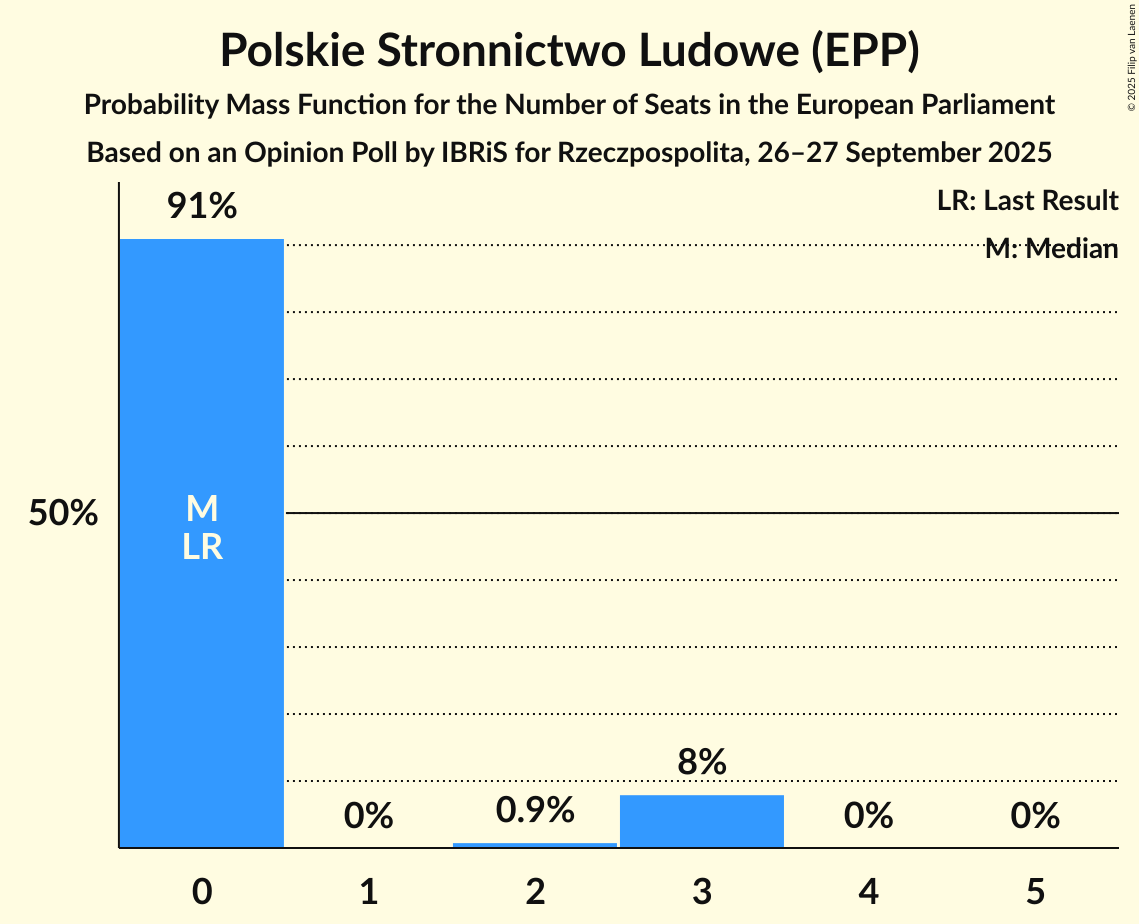 Polskie Stronnictwo Ludowe (EPP)
Probability Mass Function for the Number of Seats in the European Parliament
Based on an Opinion Poll by IBRiS for Rzeczpospolita, 26–27 September 2025
© 2025 Filip van Laenen
LR: Last Result
M: Median
91%
50%
M
LR
0%
0.9%
8%
0%
0%
0 1 2 3 4 5